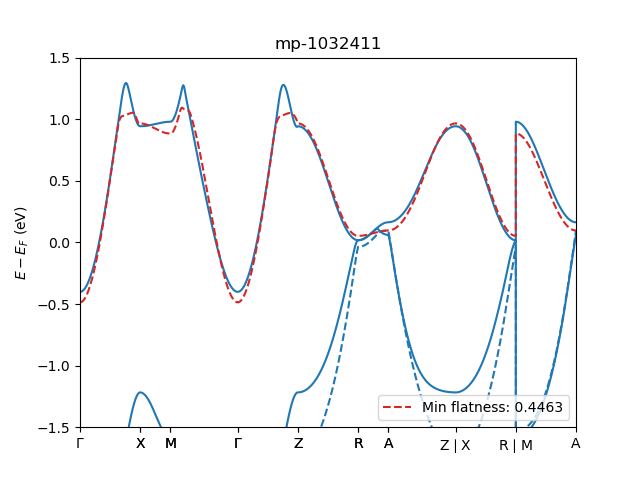 mp-1032411
E − E_F (eV)
1.5
1.0
0.5
0.0
−0.5
−1.0
−1.5
Min flatness: 0.4463
Γ X M Γ Z R A Z | X R | M A